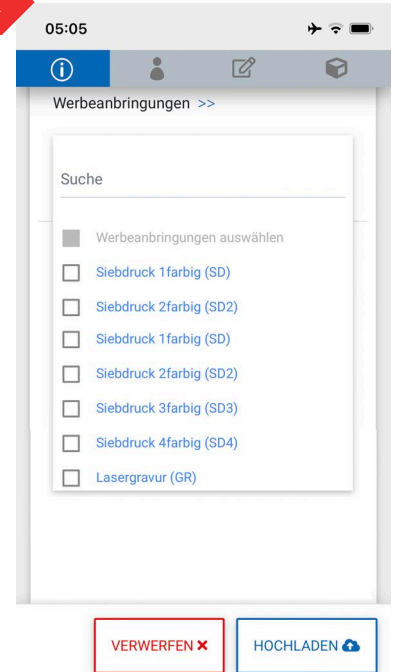 05:05
Werbeanbringungen >>
Suche
Werbeanbringungen auswählen
Siebdruck 1farbig (SD)
Siebdruck 2farbig (SD2)
Siebdruck 1farbig (SD)
Siebdruck 2farbig (SD2)
Siebdruck 3farbig (SD3)
Siebdruck 4farbig (SD4)
Lasergravur (GR)
VERWERFEN
HOCHLADEN